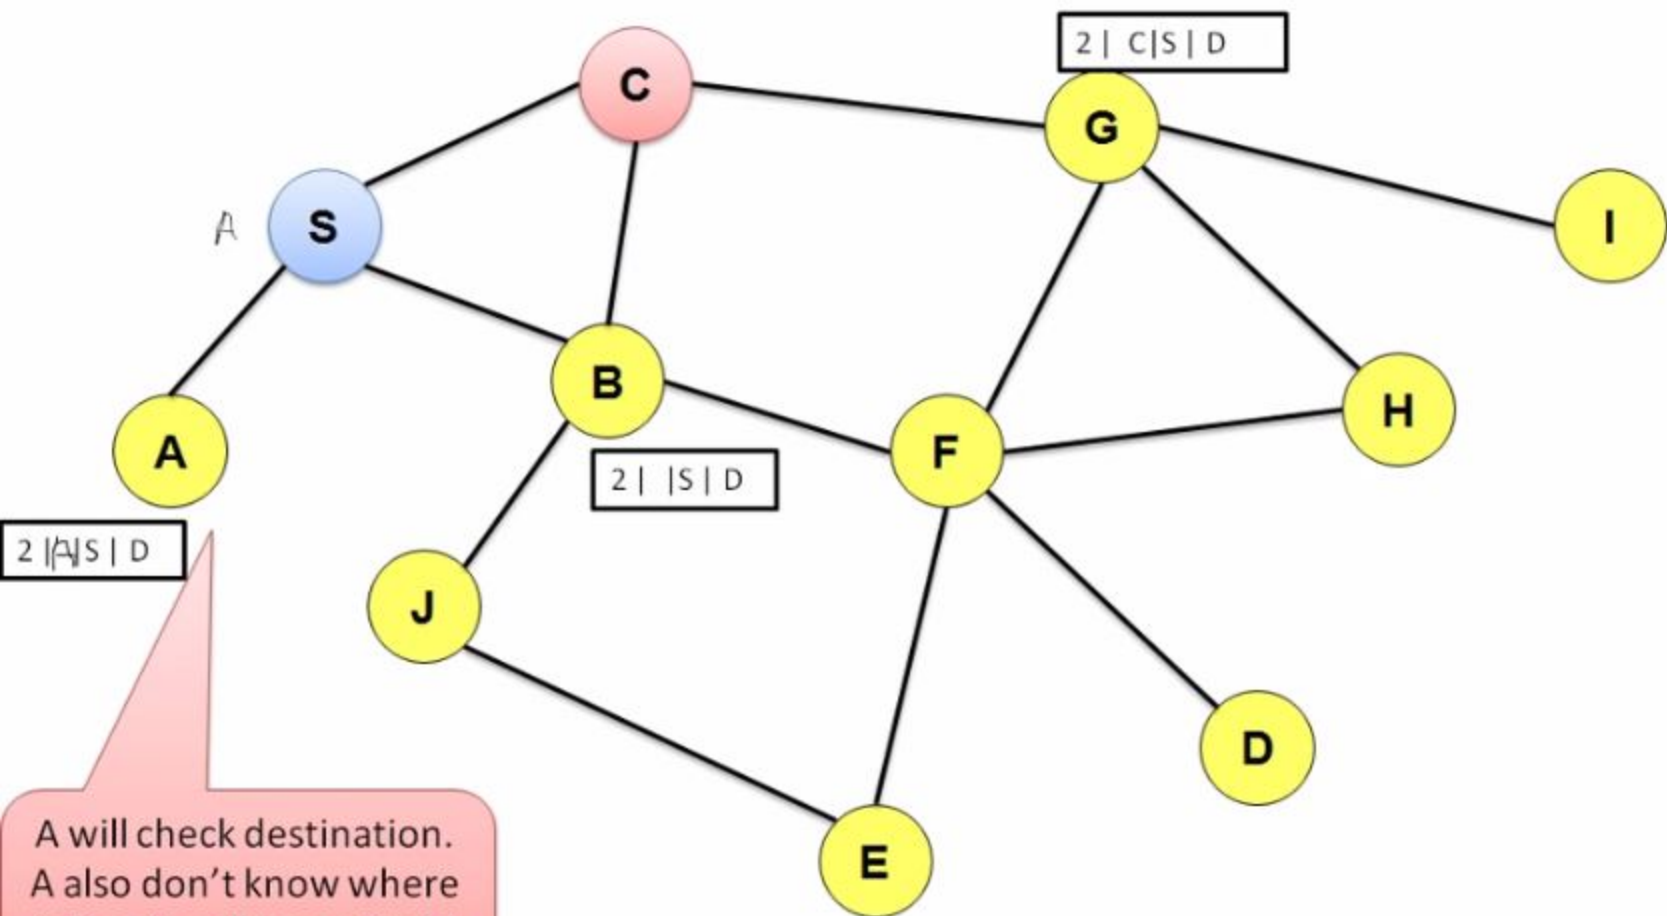 2 | C|S | D
C
G
S
A
I
B
H
F
A
2 | |S | D
2 |A|S | D
J
D
A will check destination.
E
A also don't know where